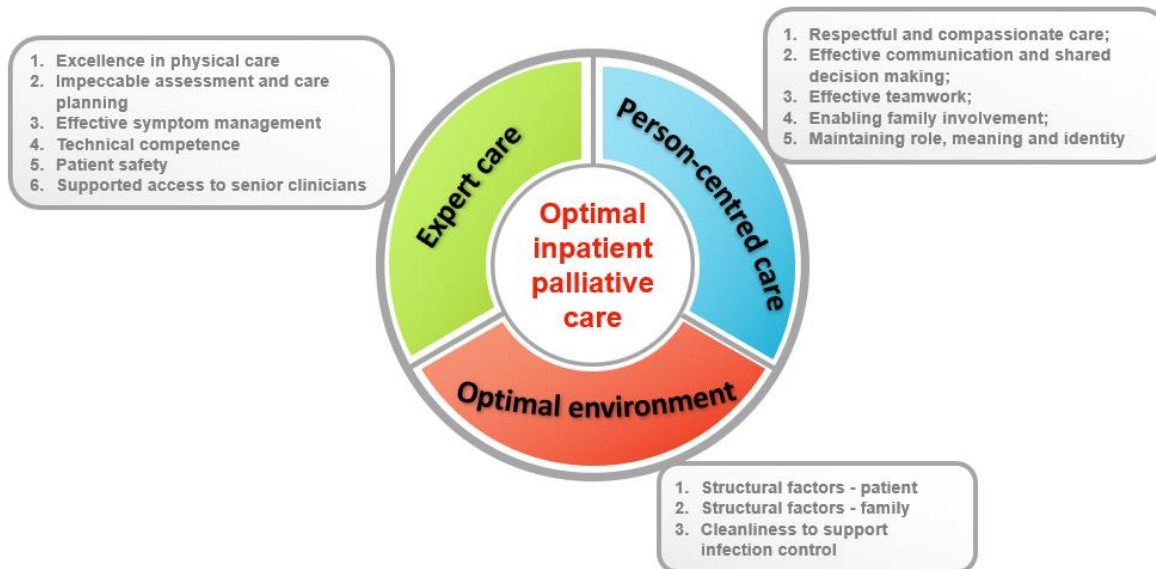 1. Excellence in physical care
2. Impeccable assessment and care
planning
3. Effective symptom management
4. Technical competence
5. Patient safety
6. Supported access to senior clinicians
1. Respectful and compassionate care;
2. Effective communication and shared
decision making;
3. Effective teamwork;
4. Enabling family involvement;
5. Maintaining role, meaning and identity
Expert care
Person-centred care
Optimal
inpatient
palliative
care
Optimal environment
1. Structural factors - patient
2. Structural factors - family
3. Cleanliness to support
infection control